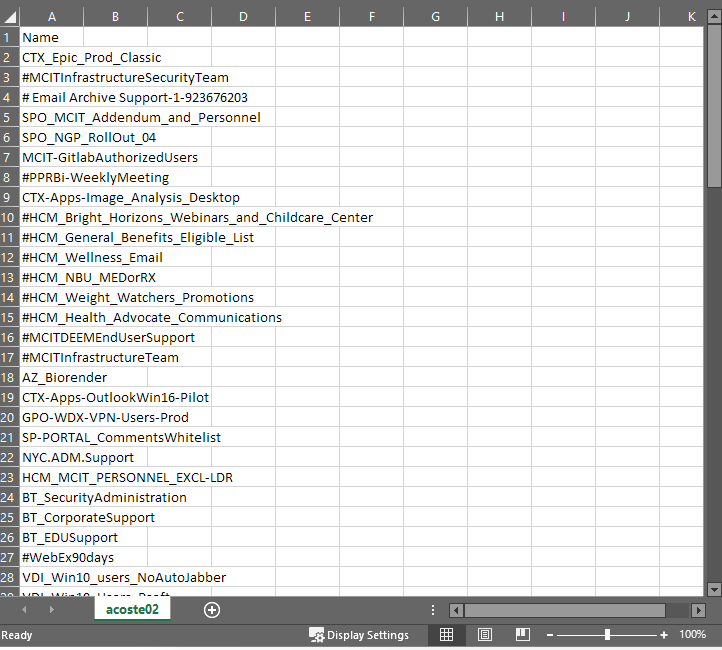 A B C D E F G H I J K
1 Name
2 CTX_Epic_Prod_Classic
3 #MCITInfrastructureSecurityTeam
4 # Email Archive Support-1-923676203
5 SPO_MCIT_Addendum_and_Personnel
6 SPO_NGP_RollOut_04
7 MCIT-GitlabAuthorizedUsers
8 #PPRBi-WeeklyMeeting
9 CTX-Apps-Image_Analysis_Desktop
10 #HCM_Bright_Horizons_Webinars_and_Childcare_Center
11 #HCM_General_Benefits_Eligible_List
12 #HCM_Wellness_Email
13 #HCM_NBU_MEDorRX
14 #HCM_Weight_Watchers_Promotions
15 #HCM_Health_Advocate_Communications
16 #MCITDEEMEndUserSupport
17 #MCITInfrastructureTeam
18 AZ_Biorender
19 CTX-Apps-OutlookWin16-Pilot
20 GPO-WDX-VPN-Users-Prod
21 SP-PORTAL_CommentsWhitelist
22 NYC.ADM.Support
23 HCM_MCIT_PERSONNEL_EXCL-LDR
24 BT_SecurityAdministration
25 BT_CorporateSupport
26 BT_EDUSupport
27 #WebEx90days
28 VDI_Win10_users_NoAutoJabber
acoste02
Ready Display Settings 100%